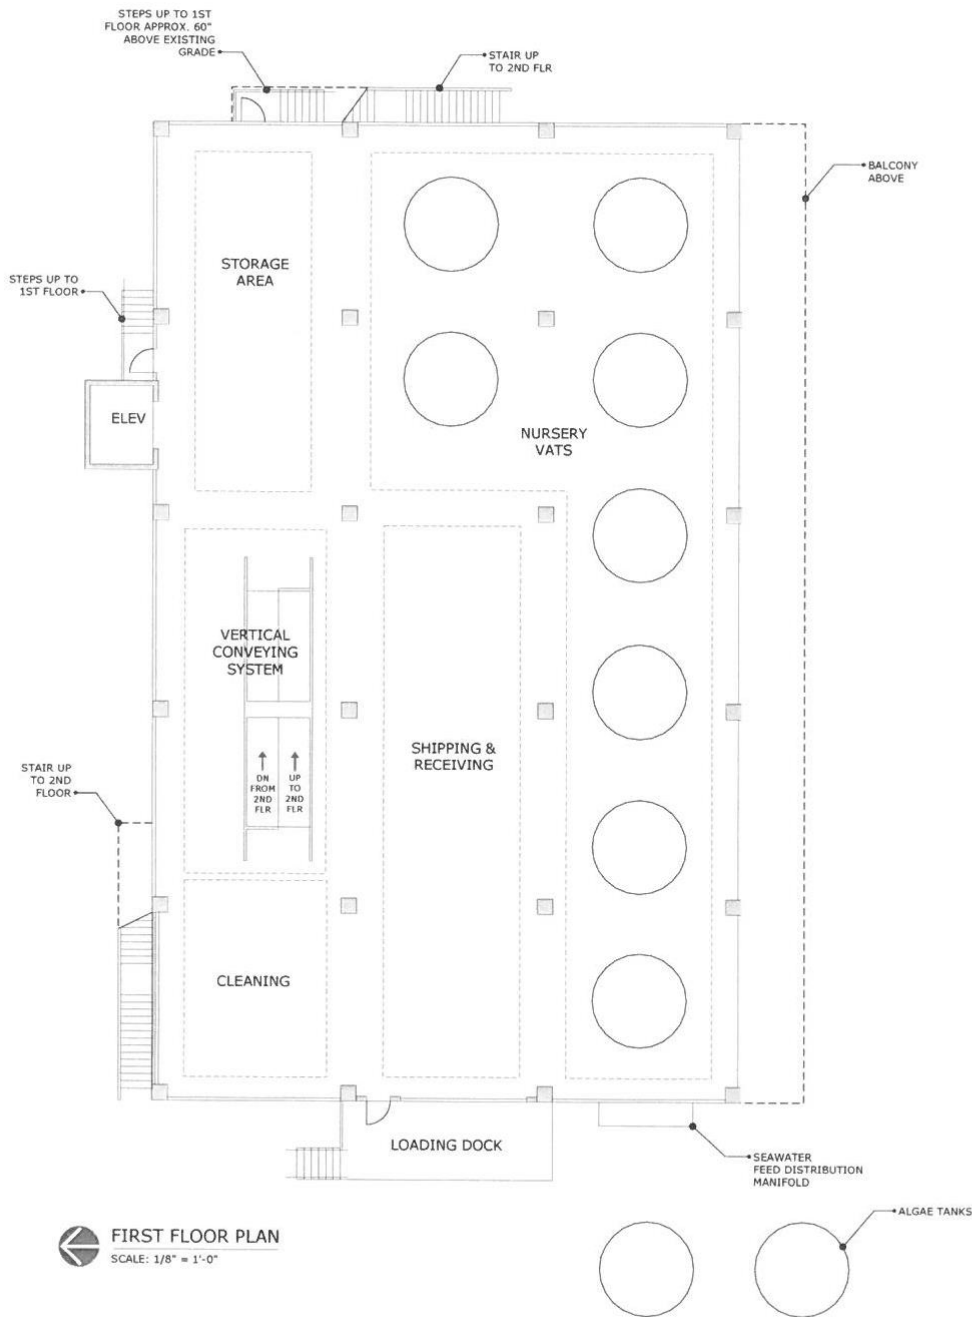 STEPS UP TO 1ST
FLOOR APPROX. 60"
ABOVE EXISTING
GRADE
STAIR UP
TO 2ND FLR
BALCONY
ABOVE
STORAGE
AREA
STEPS UP TO
1ST FLOOR
ELEV
NURSERY
VATS
VERTICAL
CONVEYING
SYSTEM
SHIPPING &
RECEIVING
STAIR UP
TO 2ND
FLOOR
DN
FROM
2ND
FLR
UP
TO
2ND
FLR
CLEANING
LOADING DOCK
SEAWATER
FEED DISTRIBUTION
MANIFOLD
ALGAE TANKS
FIRST FLOOR PLAN
SCALE: 1/8" = 1'-0"